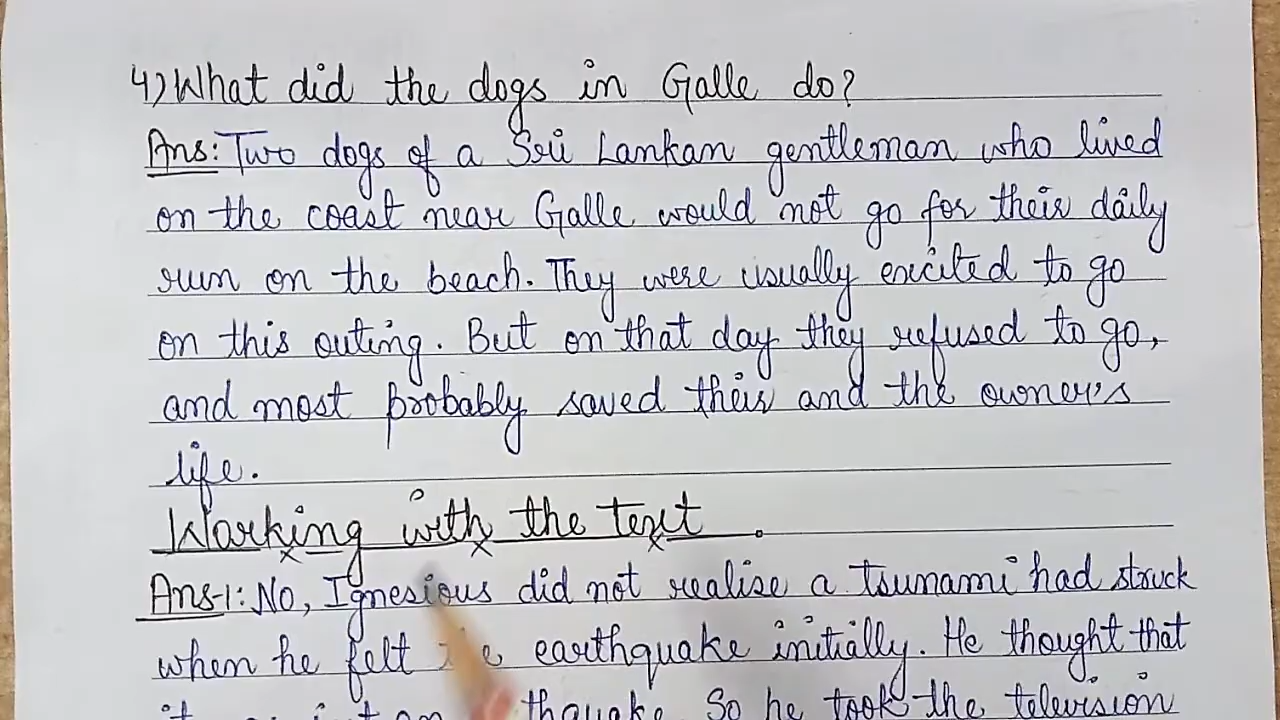 4) What did the dogs in Galle do?
Ans: Two dogs of a Sri Lankan gentleman who lived
on the coast near Galle would not go for their daily
run on the beach. They were usually excited to go
on this outing. But on that day they refused to go,
and most probably saved their and the owner's
life.
Working with the text.
Ans-1: No, Ignesious did not realise a tsunami had struck
when he felt the earthquake initially. He thought that
thquake. So he took the television